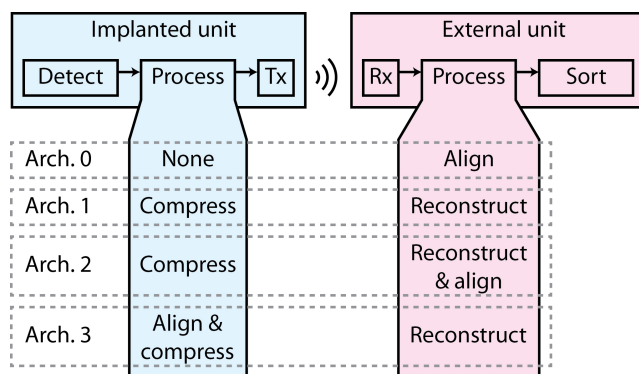 Implanted unit External unit
Detect Process Tx Rx Process Sort
Arch. 0 None Align
Arch. 1 Compress Reconstruct
Arch. 2 Compress Reconstruct
& align
Arch. 3 Align &
compress Reconstruct